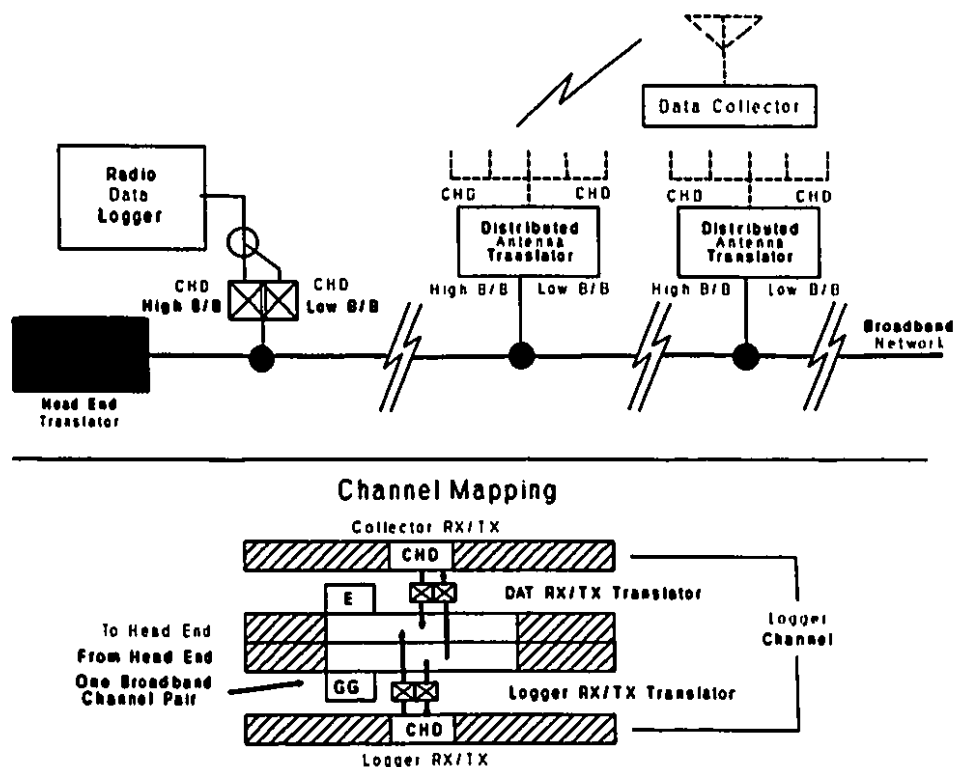 Data Collector
Radio
Data
Logger
CHD
CHD
CHD
CHD
Distributed
Antenna
Translator
Distributed
Antenna
Translator
CHD
High B/B
CHD
Low B/B
High B/B
Low B/B
High B/B
Low B/B
Broadband
Network
Head End
Translator
Channel Mapping
Collector RX/TX
CHD
E
DAT RX/TX Translator
To Head End
From Head End
One Broadband
Channel Pair
Logger
Channel
GG
Logger RX/TX Translator
CHD
Logger RX/TX